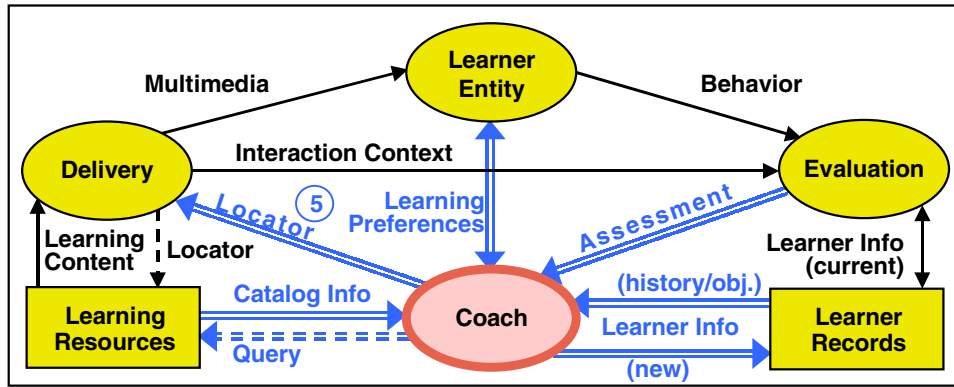 Learner
Entity
Multimedia
Behavior
Delivery
Interaction Context
Evaluation
Locator
5
Learning
Preferences
Assessment
Learning
Content
Locator
Learner Info
(current)
Catalog Info
(history/obj.)
Learning
Resources
Coach
Learner Info
Learner
Records
Query
(new)